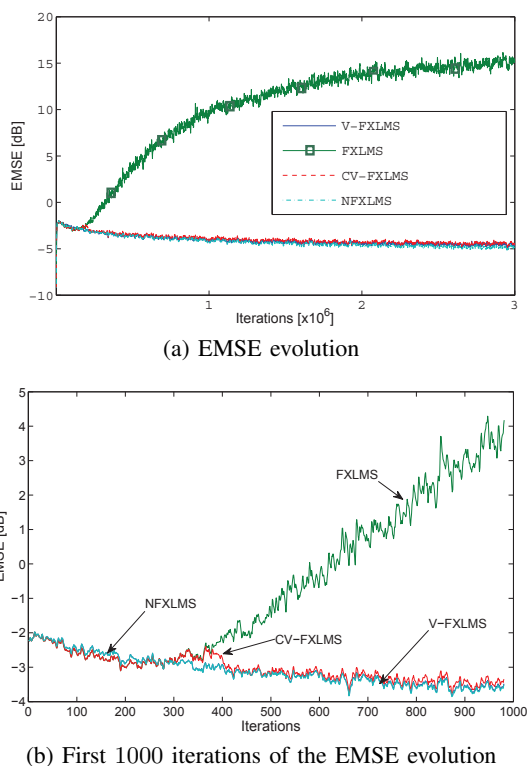 20
15
10
5
0
−5
−10
EMSE [dB]
V−FXLMS
FXLMS
CV−FXLMS
NFXLMS
1
2
3
Iterations [x10^6]
(a) EMSE evolution
5
4
3
2
1
0
−1
−2
−3
−4
EMSE [dB]
FXLMS
NFXLMS
CV−FXLMS
V−FXLMS
0
100
200
300
400
500
600
700
800
900
1000
Iterations
(b) First 1000 iterations of the EMSE evolution